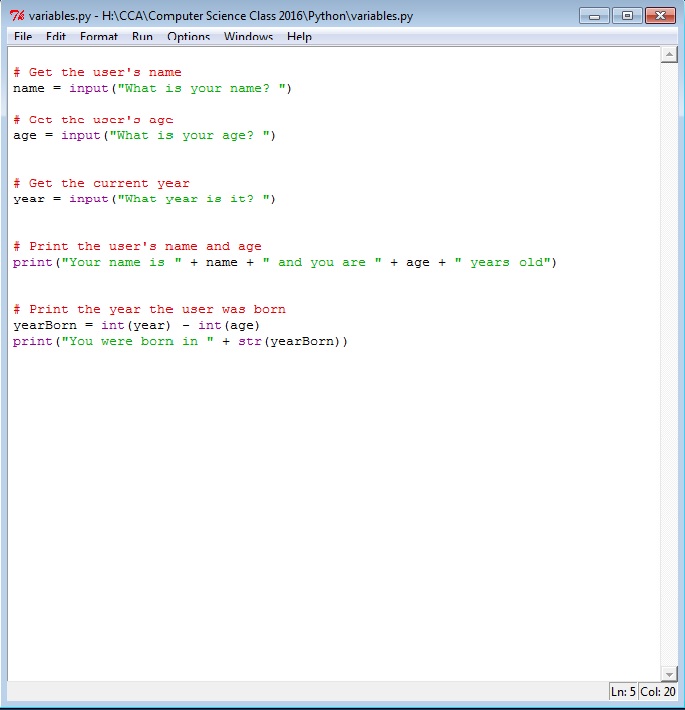 variables.py - H:\CCA\Computer Science Class 2016\Python\variables.py
File Edit Format Run Options Windows Help
# Get the user's name
name = input("What is your name? ")
# Get the user's age
age = input("What is your age? ")
# Get the current year
year = input("What year is it? ")
# Print the user's name and age
print("Your name is " + name + " and you are " + age + " years old")
# Print the year the user was born
yearBorn = int(year) - int(age)
print("You were born in " + str(yearBorn))
Ln: 5 Col: 20